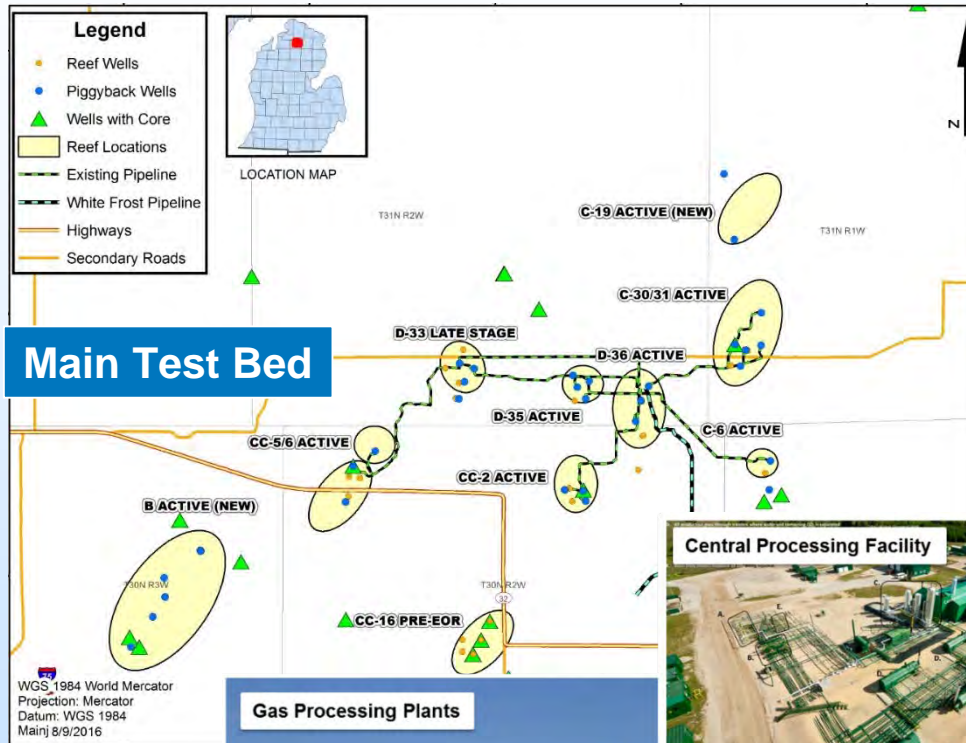 Legend
Reef Wells
Piggyback Wells
Wells with Core
Reef Locations
Existing Pipeline
White Frost Pipeline
Highways
Secondary Roads
LOCATION MAP
N
T31N R2W
C-19 ACTIVE (NEW)
T31N R1W
C-30/31 ACTIVE
D-33 LATE STAGE
Main Test Bed
D-36 ACTIVE
D-35 ACTIVE
CC-5/6 ACTIVE
C-6 ACTIVE
CC-2 ACTIVE
B ACTIVE (NEW)
T30N R3W
T30N R2W
32
CC-16 PRE-EOR
Central Processing Facility
A.
E.
C.
B.
D.
D.
WGS 1984 World Mercator
Projection: Mercator
Datum: WGS 1984
Mainj 8/9/2016
Gas Processing Plants